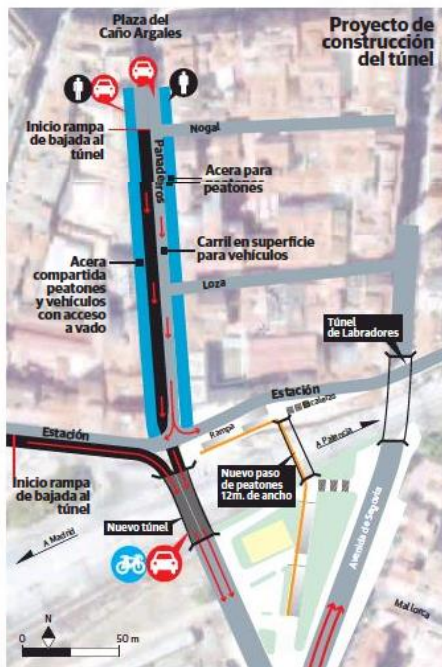 Plaza del
Caño Argales
Proyecto de
construcción
del túnel
Inicio rampa
de bajada al
túnel
Nogal
Panaderos
Acera para
peatones
Carril en superficie
para vehículos
Acera
compartida
peatones
y vehículos
con acceso
a vado
Loza
Túnel
de Labradores
Estación
Estación
Rampa
A Palencia
Inicio rampa
de bajada al
túnel
Nuevo paso
de peatones
12m. de ancho
Nuevo túnel
A Madrid
Avenida de Segovia
Mallorca
N
0 50 m